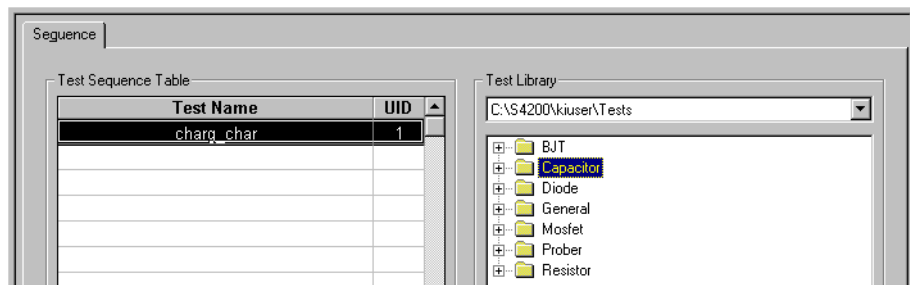 Sequence
Test Sequence Table
Test Name UID
charg_char 1
Test Library
C:\S4200\kiuser\Tests
BJT
Capacitor
Diode
General
Mosfet
Prober
Resistor